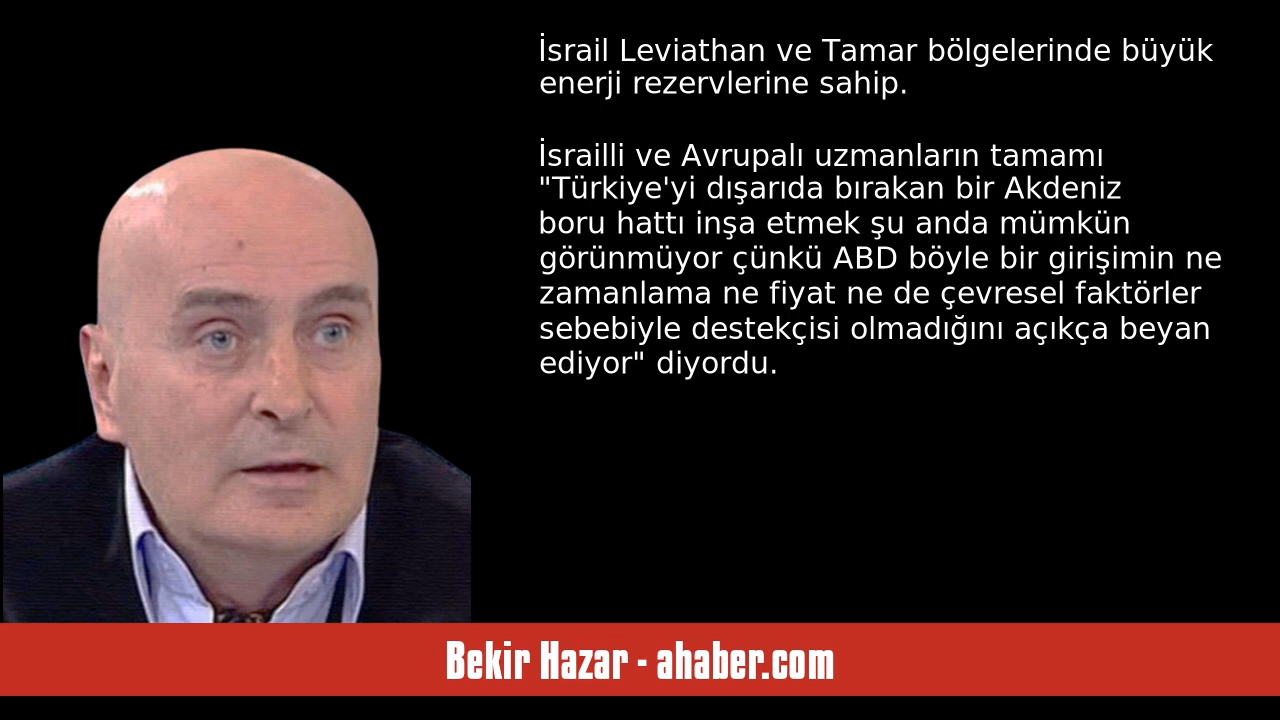 İsrail Leviathan ve Tamar bölgelerinde büyük
enerji rezervlerine sahip.
İsrailli ve Avrupalı uzmanların tamamı
"Türkiye'yi dışarıda bırakan bir Akdeniz
boru hattı inşa etmek şu anda mümkün
görünmüyor çünkü ABD böyle bir girişimin ne
zamanlama ne fiyat ne de çevresel faktörler
sebebiyle destekçisi olmadığını açıkça beyan
ediyor" diyordu.
Bekir Hazar - ahaber.com